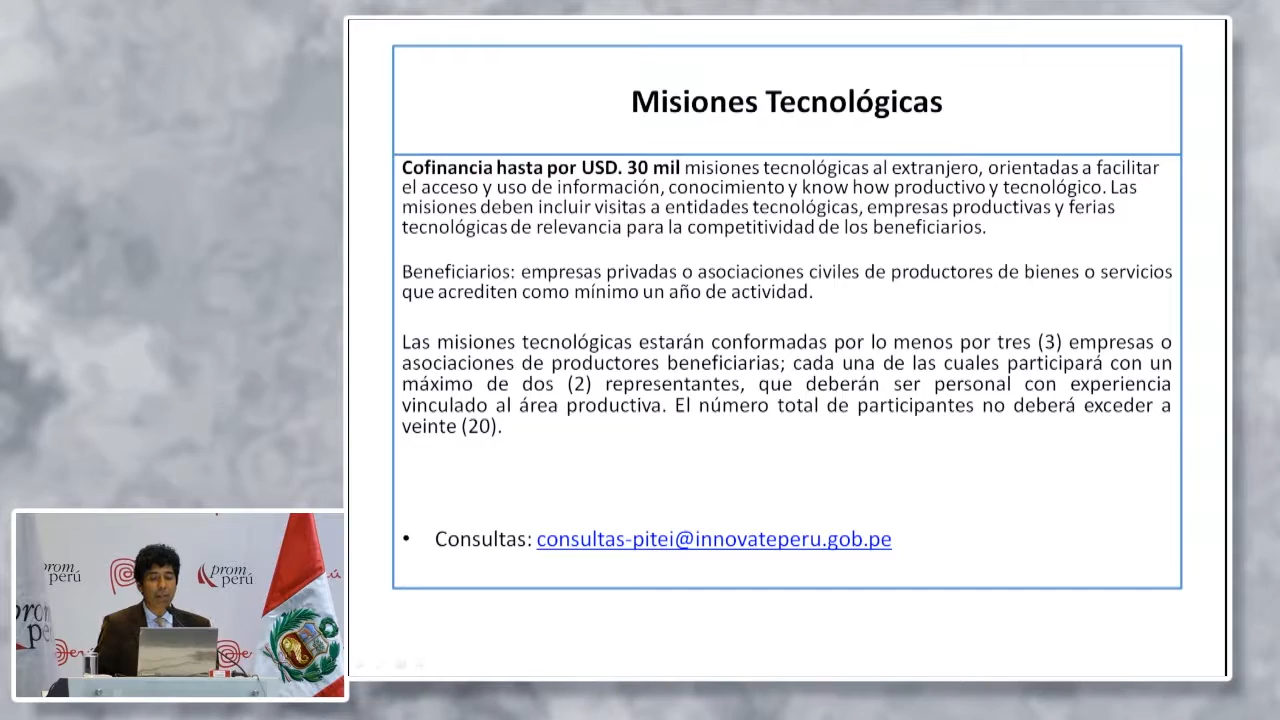 Misiones Tecnológicas
Cofinancia hasta por USD. 30 mil misiones tecnológicas al extranjero, orientadas a facilitar
el acceso y uso de información, conocimiento y know how productivo y tecnológico. Las
misiones deben incluir visitas a entidades tecnológicas, empresas productivas y ferias
tecnológicas de relevancia para la competitividad de los beneficiarios.
Beneficiarios: empresas privadas o asociaciones civiles de productores de bienes o servicios
que acrediten como mínimo un año de actividad.
Las misiones tecnológicas estarán conformadas por lo menos por tres (3) empresas o
asociaciones de productores beneficiarias; cada una de las cuales participará con un
máximo de dos (2) representantes, que deberán ser personal con experiencia
vinculado al área productiva. El número total de participantes no deberá exceder a
veinte (20).
• Consultas: consultas-pitei@innovateperu.gob.pe
prom
perú